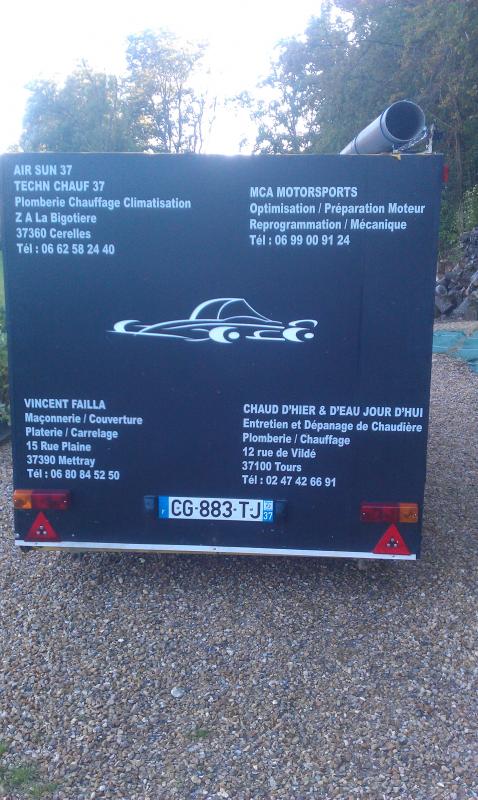 AIR SUN 37
TECHN CHAUF 37
Plomberie Chauffage Climatisation
Z A La Bigotiere
37360 Cerelles
Tél : 06 62 58 24 40
MCA MOTORSPORTS
Optimisation / Préparation Moteur
Reprogrammation / Mécanique
Tél : 06 99 00 91 24
VINCENT FAILLA
Maçonnerie / Couverture
Platerie / Carrelage
15 Rue Plaine
37390 Mettray
Tél : 06 80 84 52 50
CHAUD D'HIER & D'EAU JOUR D'HUI
Entretien et Dépanage de Chaudière
Plomberie / Chauffage
12 rue de Vildé
37100 Tours
Tél : 02 47 42 66 91
F CG-883-TJ 37